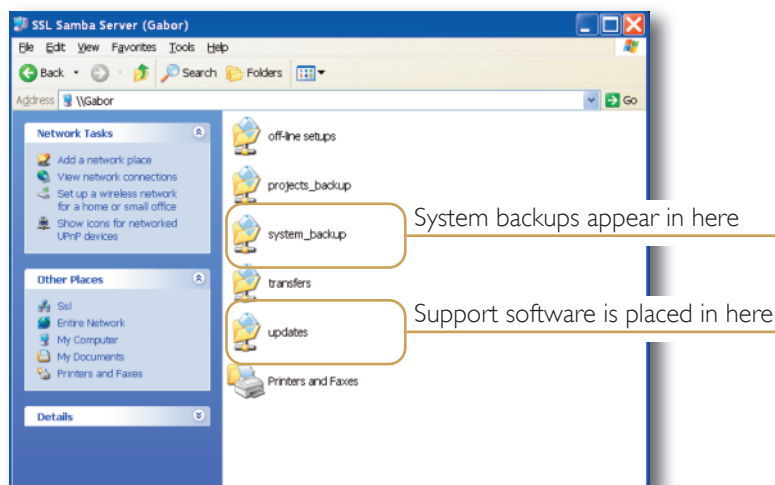 SSL Samba Server (Gabor)
File Edit View Favorites Tools Help
Back Search Folders
Address \\Gabor Go
Network Tasks
Add a network place
View network connections
Set up a wireless network
for a home or small office
Show icons for networked
UPnP devices
Other Places
Ssl
Entire Network
My Computer
My Documents
Printers and Faxes
Details
off-line setups
projects_backup
system_backup
System backups appear in here
transfers
updates
Support software is placed in here
Printers and Faxes